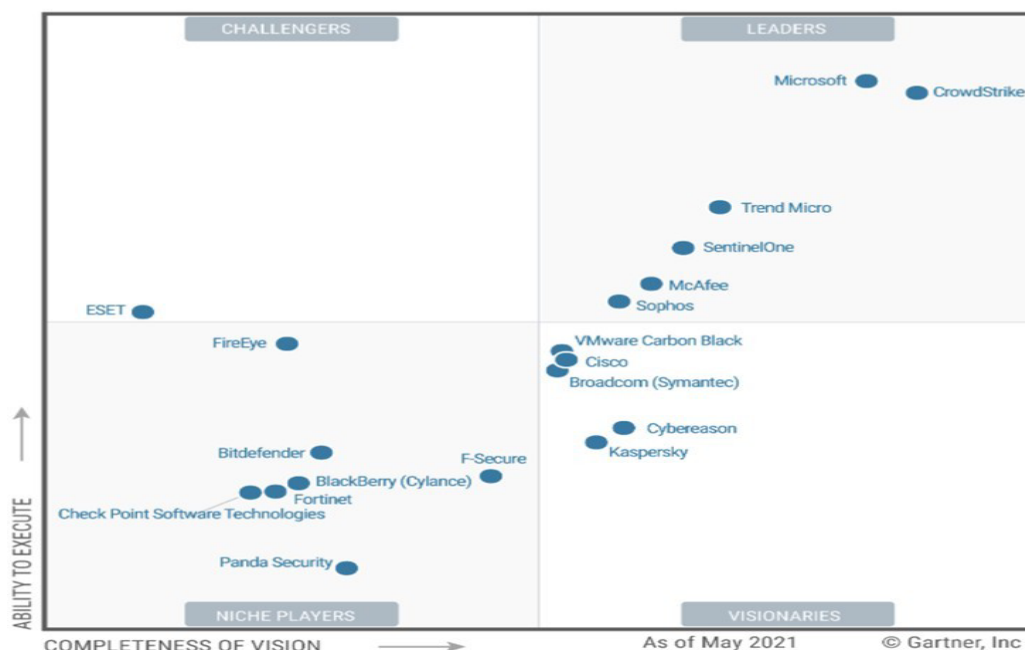 CHALLENGERS
LEADERS
Microsoft
CrowdStrike
Trend Micro
SentinelOne
McAfee
Sophos
ESET
FireEye
VMware Carbon Black
Cisco
Broadcom (Symantec)
Cybereason
Kaspersky
Bitdefender
F-Secure
BlackBerry (Cylance)
Fortinet
Check Point Software Technologies
Panda Security
NICHE PLAYERS
VISIONARIES
ABILITY TO EXECUTE
COMPLETENESS OF VISION
As of May 2021
© Gartner, Inc